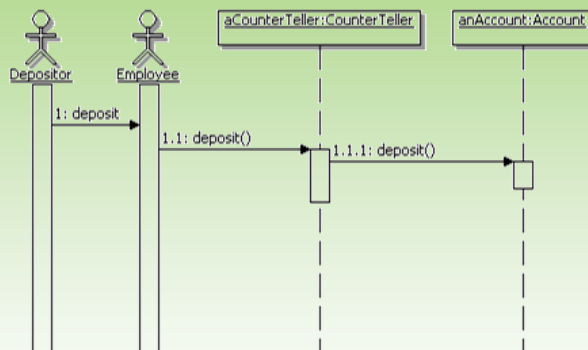 aCounterTeller:CounterTeller
anAccount:Account
Depositor
Employee
1: deposit
1.1: deposit()
1.1.1: deposit()